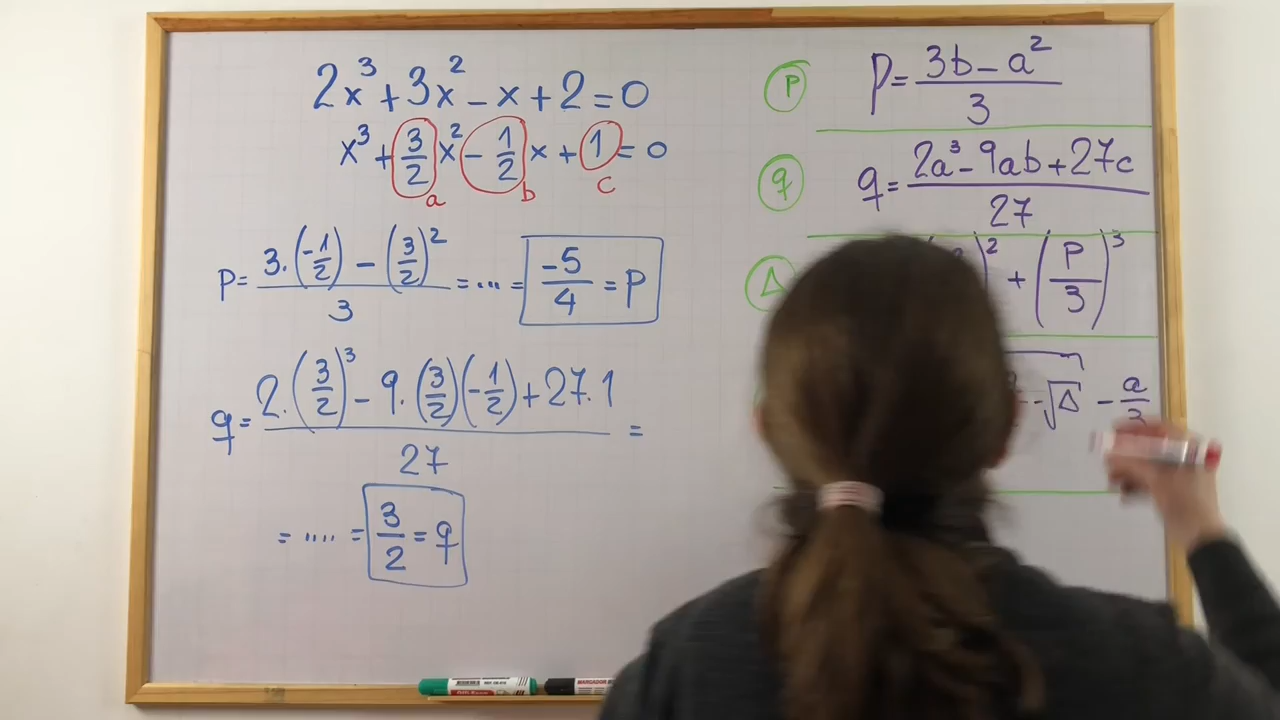 2x³ + 3x² - x + 2 = 0
x³ + 3/2 x² - 1/2 x + 1 = 0
a b c
p = (3·(-1/2) - (3/2)²)/3 = ... = -5/4 = p
q = (2·(3/2)³ - 9·(3/2)(-1/2) + 27·1)/27 =
= .... = 3/2 = q
p p = (3b - a²)/3
q q = (2a³ - 9ab + 27c)/27
Δ )² + (p/3)³
- √Δ - a/3
MARCADOR